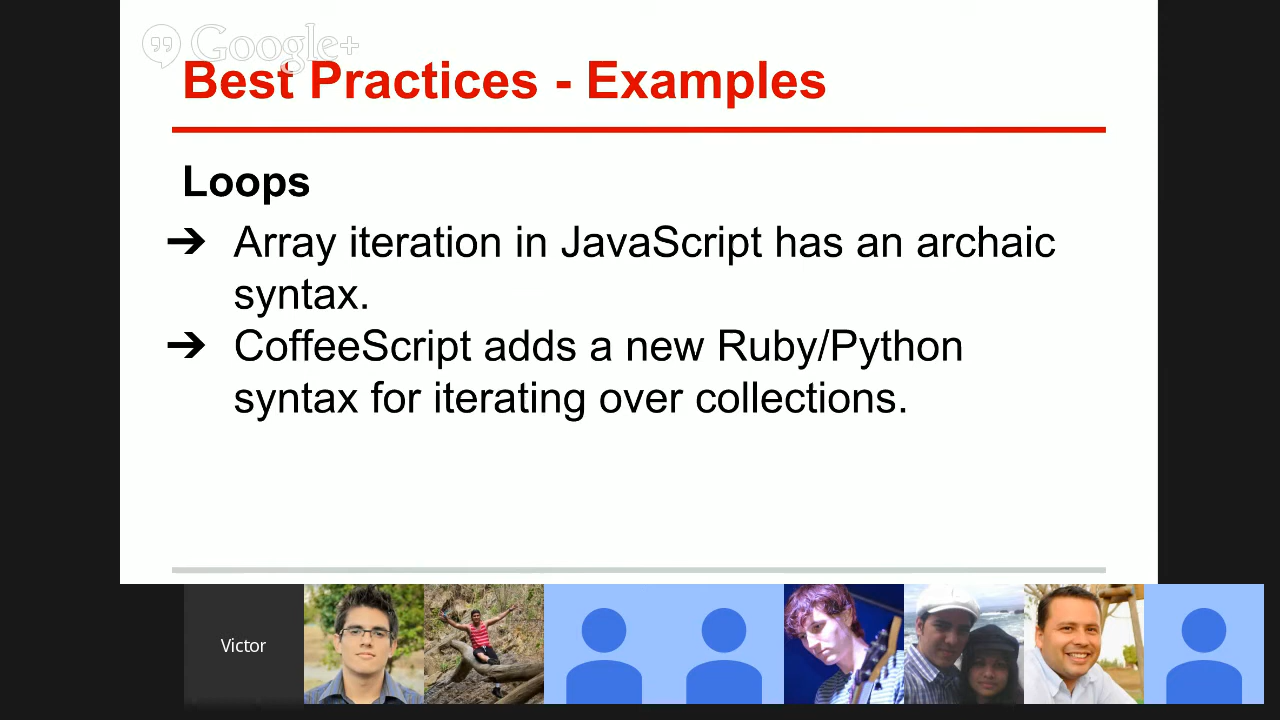 Google+
Best Practices - Examples
Loops
➔ Array iteration in JavaScript has an archaic
syntax.
➔ CoffeeScript adds a new Ruby/Python
syntax for iterating over collections.
Victor